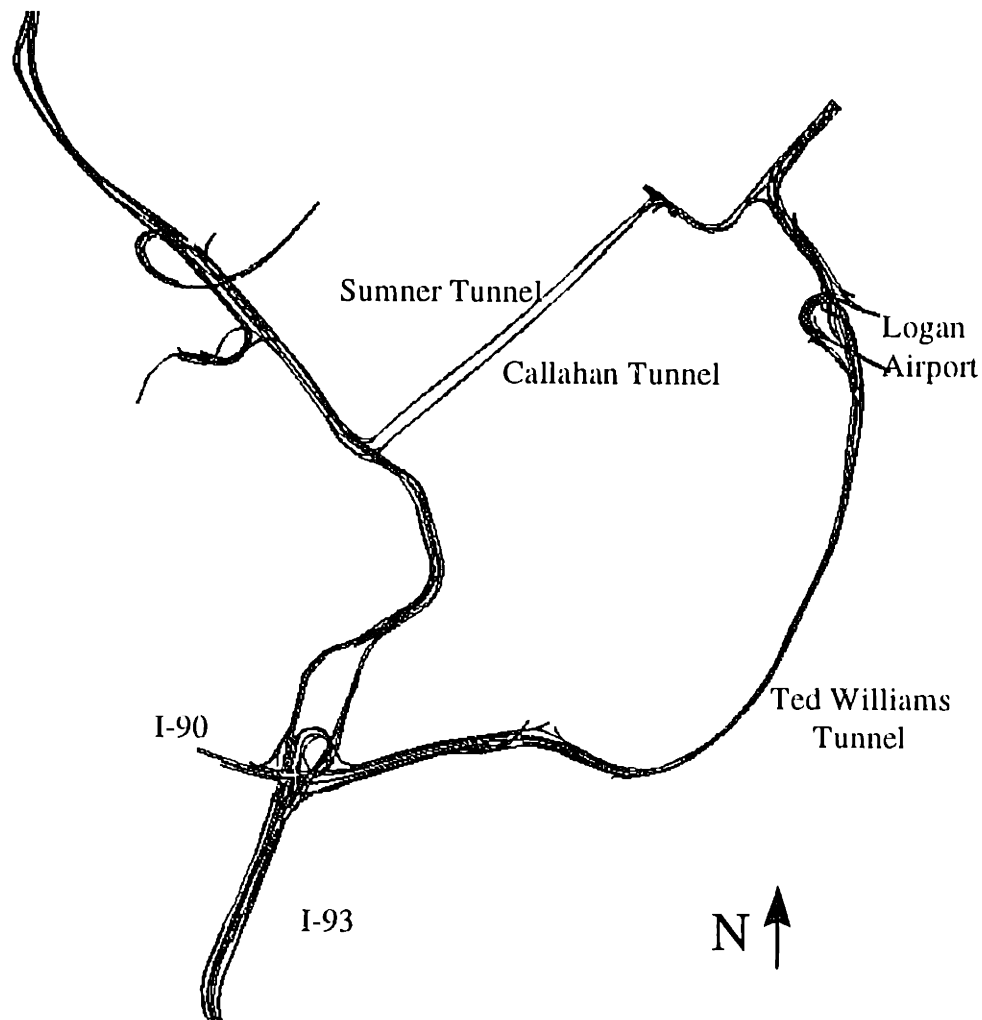 Sumner Tunnel
Logan
Airport
Callahan Tunnel
Ted Williams
Tunnel
I-90
I-93
N